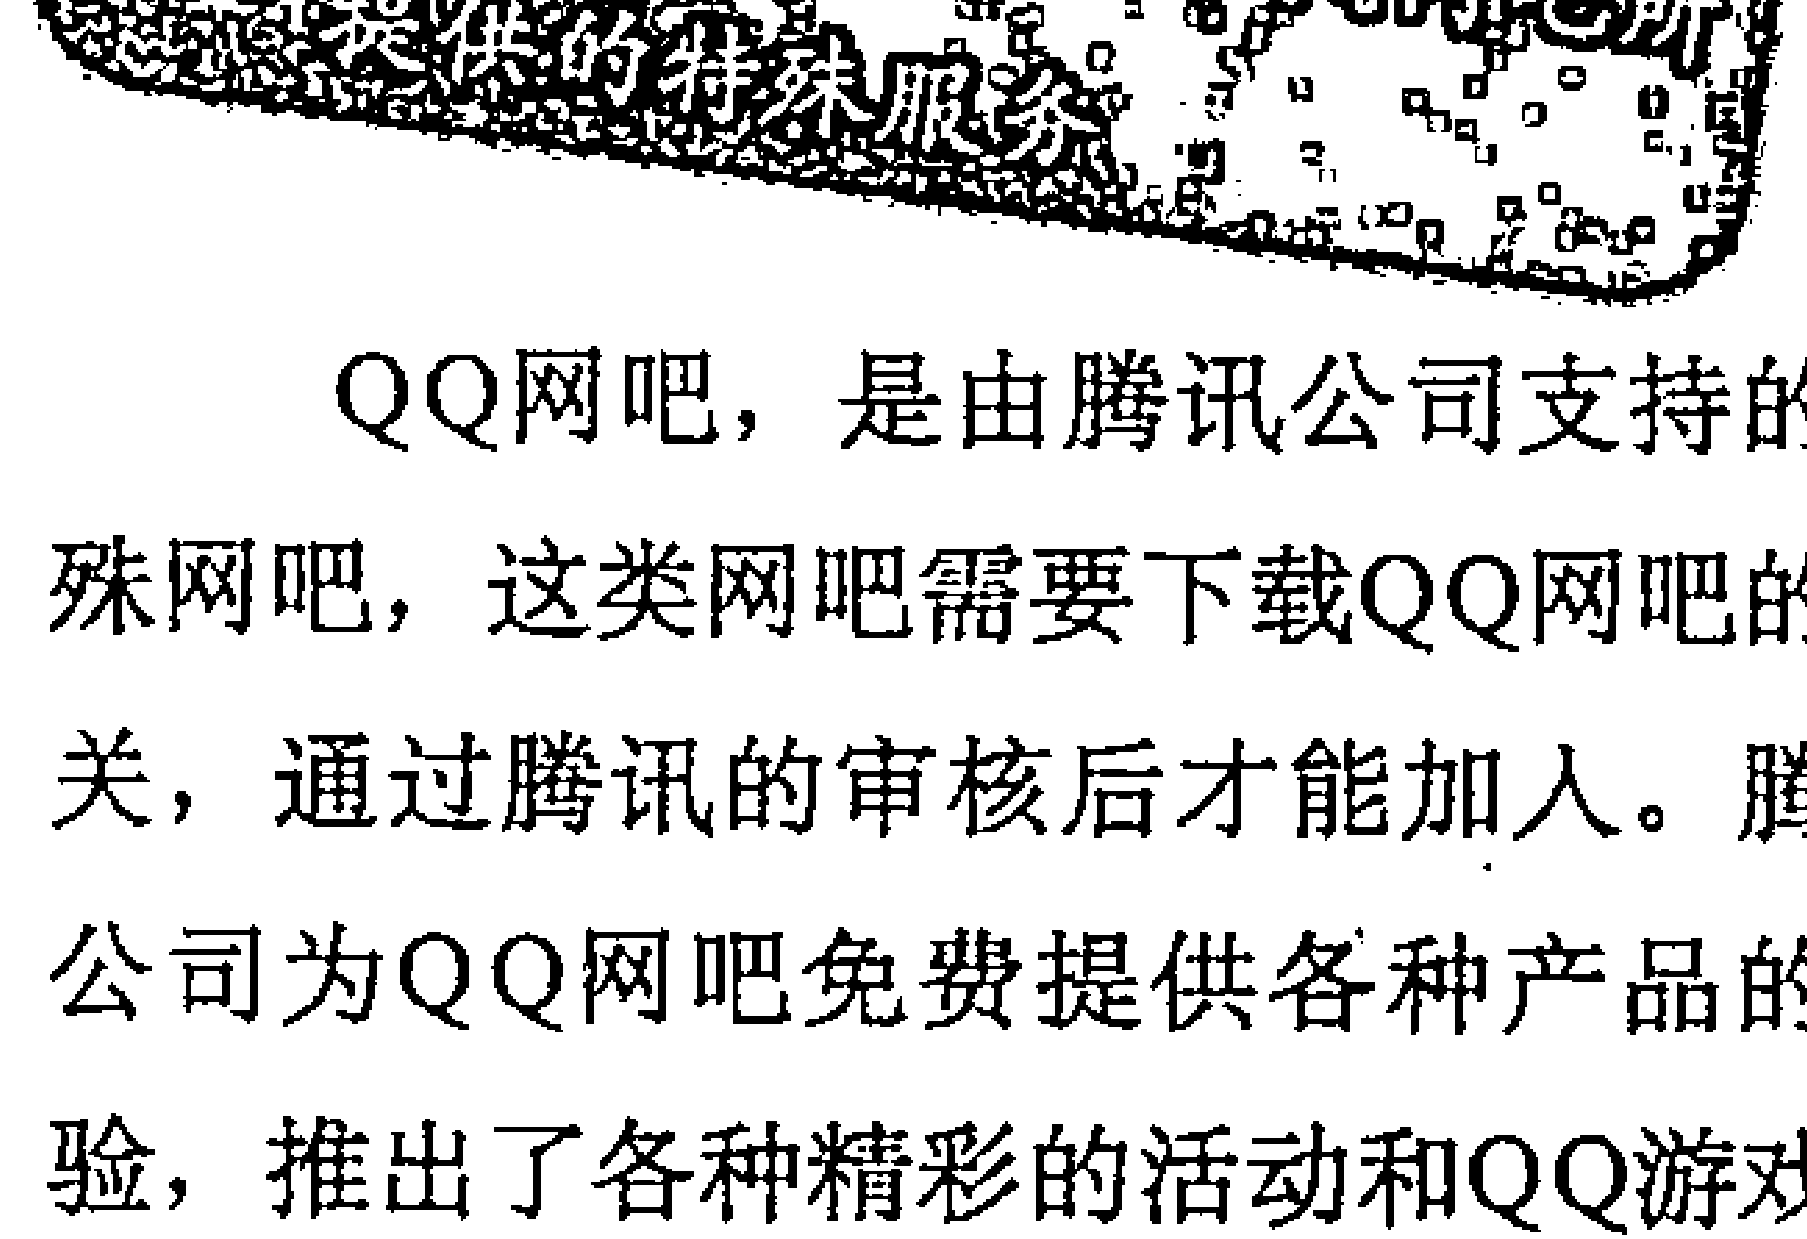 提供的特殊服务
QQ网吧，是由腾讯公司支持的
殊网吧，这类网吧需要下载QQ网吧的
关，通过腾讯的审核后才能加入。腾
公司为QQ网吧免费提供各种产品的
验，推出了各种精彩的活动和QQ游戏